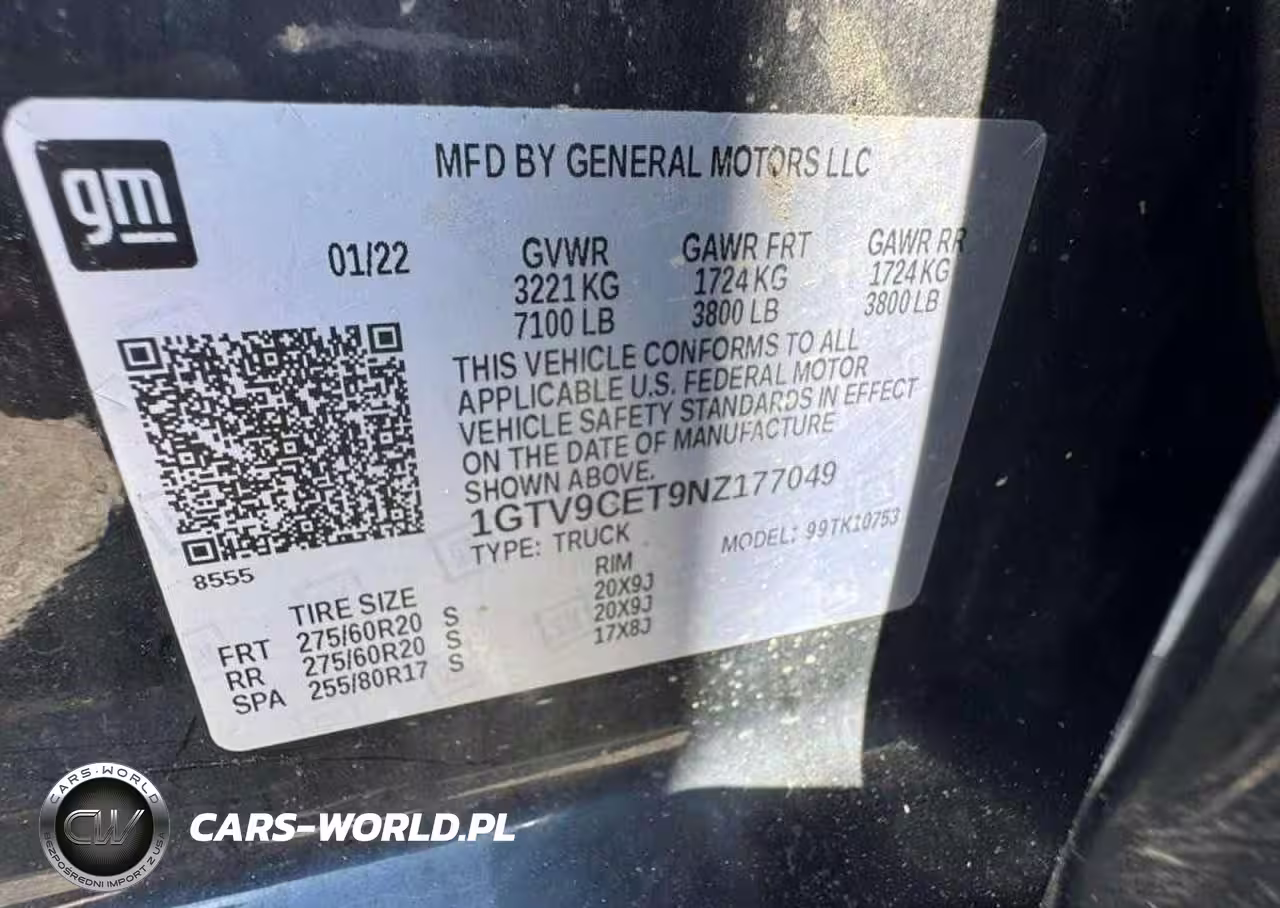 gm
MFD BY GENERAL MOTORS LLC
01/22 GVWR GAWR FRT GAWR RR
3221 KG 1724 KG 1724 KG
7100 LB 3800 LB 3800 LB
THIS VEHICLE CONFORMS TO ALL
APPLICABLE U.S. FEDERAL MOTOR
VEHICLE SAFETY STANDARDS IN EFFECT
ON THE DATE OF MANUFACTURE
SHOWN ABOVE.
1GTV9CET9NZ177049
TYPE: TRUCK MODEL: 99TK10753
8555
TIRE SIZE RIM
FRT 275/60R20 S 20X9J
RR 275/60R20 S 20X9J
SPA 255/80R17 S 17X8J
CARS-WORLD
CW
BEZPOŚREDNI IMPORT Z USA
CARS-WORLD.PL